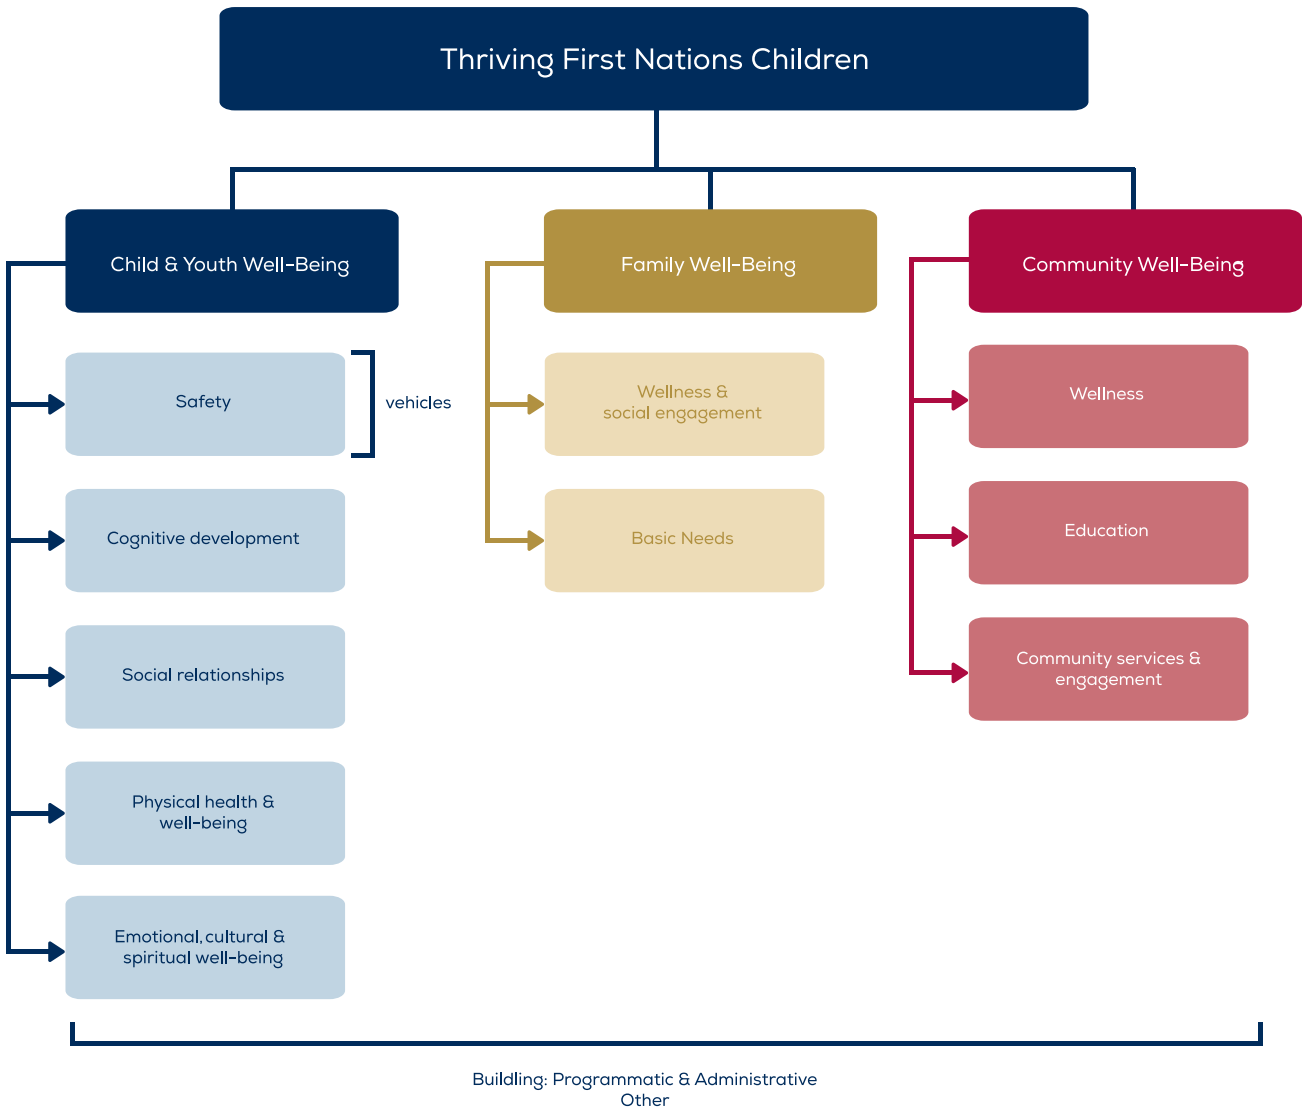 Thriving First Nations Children
Child & Youth Well-Being
Safety
vehicles
Cognitive development
Social relationships
Physical health &
well-being
Emotional, cultural &
spiritual well-being
Family Well-Being
Wellness &
social engagement
Basic Needs
Community Well-Being
Wellness
Education
Community services &
engagement
Buildling: Programmatic & Administrative
Other